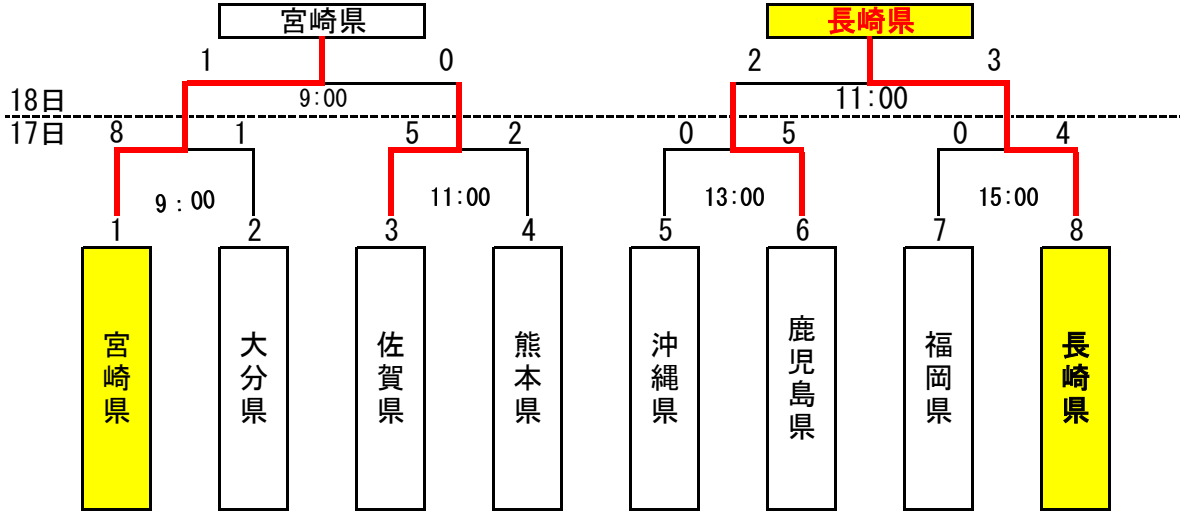 宮崎県 長崎県
1 0 2 3
18日 9:00 11:00
17日 8 1 5 2 0 5 0 4
9:00 11:00 13:00 15:00
1 2 3 4 5 6 7 8
宮崎県
大分県
佐賀県
熊本県
沖縄県
鹿児島県
福岡県
長崎県